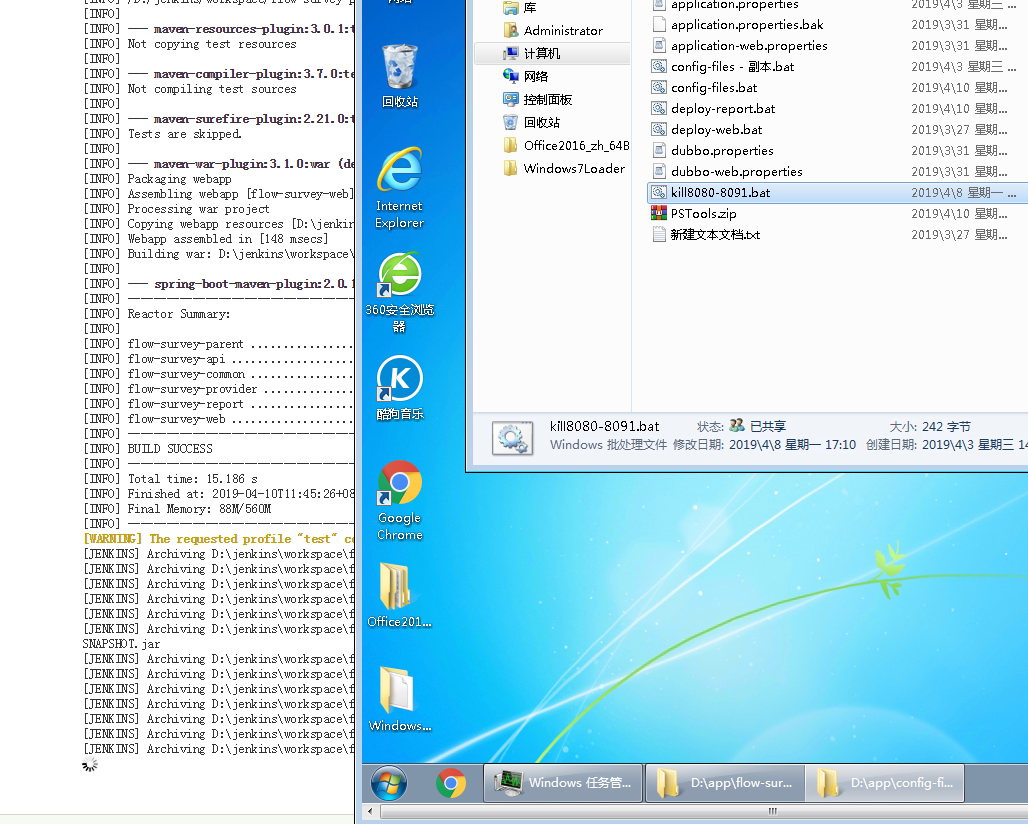 [INFO]
[INFO] --- maven-resources-plugin:3.0.1:t
[INFO] Not copying test resources
[INFO]
[INFO] --- maven-compiler-plugin:3.7.0:te
[INFO] Not compiling test sources
[INFO]
[INFO] --- maven-surefire-plugin:2.21.0:t
[INFO] Tests are skipped.
[INFO]
[INFO] --- maven-war-plugin:3.1.0:war (de
[INFO] Packaging webapp
[INFO] Assembling webapp [flow-survey-web]
[INFO] Processing war project
[INFO] Copying webapp resources [D:\jenkin
[INFO] Webapp assembled in [148 msecs]
[INFO] Building war: D:\jenkins\workspace\
[INFO]
[INFO] --- spring-boot-maven-plugin:2.0.1
[INFO] ------------------------------------
[INFO] Reactor Summary:
[INFO]
[INFO] flow-survey-parent ................
[INFO] flow-survey-api ...................
[INFO] flow-survey-common ................
[INFO] flow-survey-provider ..............
[INFO] flow-survey-report ................
[INFO] flow-survey-web ...................
[INFO] ------------------------------------
[INFO] BUILD SUCCESS
[INFO] ------------------------------------
[INFO] Total time: 15.186 s
[INFO] Finished at: 2019-04-10T11:45:26+08
[INFO] Final Memory: 88M/560M
[INFO] ------------------------------------
[WARNING] The requested profile "test" co
[JENKINS] Archiving D:\jenkins\workspace\f
[JENKINS] Archiving D:\jenkins\workspace\f
[JENKINS] Archiving D:\jenkins\workspace\f
[JENKINS] Archiving D:\jenkins\workspace\f
[JENKINS] Archiving D:\jenkins\workspace\f
[JENKINS] Archiving D:\jenkins\workspace\f
SNAPSHOT.jar
[JENKINS] Archiving D:\jenkins\workspace\f
[JENKINS] Archiving D:\jenkins\workspace\f
[JENKINS] Archiving D:\jenkins\workspace\f
[JENKINS] Archiving D:\jenkins\workspace\f
[JENKINS] Archiving D:\jenkins\workspace\f
[JENKINS] Archiving D:\jenkins\workspace\f
[JENKINS] Archiving D:\jenkins\workspace\f
回收站
Internet
Explorer
360安全浏览
器
酷狗音乐
Google
Chrome
Office201...
Windows...
库
Administrator
计算机
网络
控制面板
回收站
Office2016_zh_64B
Windows7Loader
application.properties 2019\4\3 星期三 ...
application.properties.bak 2019\3\31 星期...
application-web.properties 2019\3\31 星期...
config-files - 副本.bat 2019\4\3 星期三 ...
config-files.bat 2019\4\10 星期...
deploy-report.bat 2019\4\10 星期...
deploy-web.bat 2019\3\27 星期...
dubbo.properties 2019\3\31 星期...
dubbo-web.properties 2019\3\31 星期...
kill8080-8091.bat 2019\4\8 星期一 ...
PSTools.zip 2019\4\10 星期...
新建文本文档.txt 2019\3\27 星期...
kill8080-8091.bat 状态: 已共享 大小: 242 字节
Windows 批处理文件 修改日期: 2019\4\8 星期一 17:10 创建日期: 2019\4\3 星期三 14
Windows 任务管... D:\app\flow-sur... D:\app\config-fi...